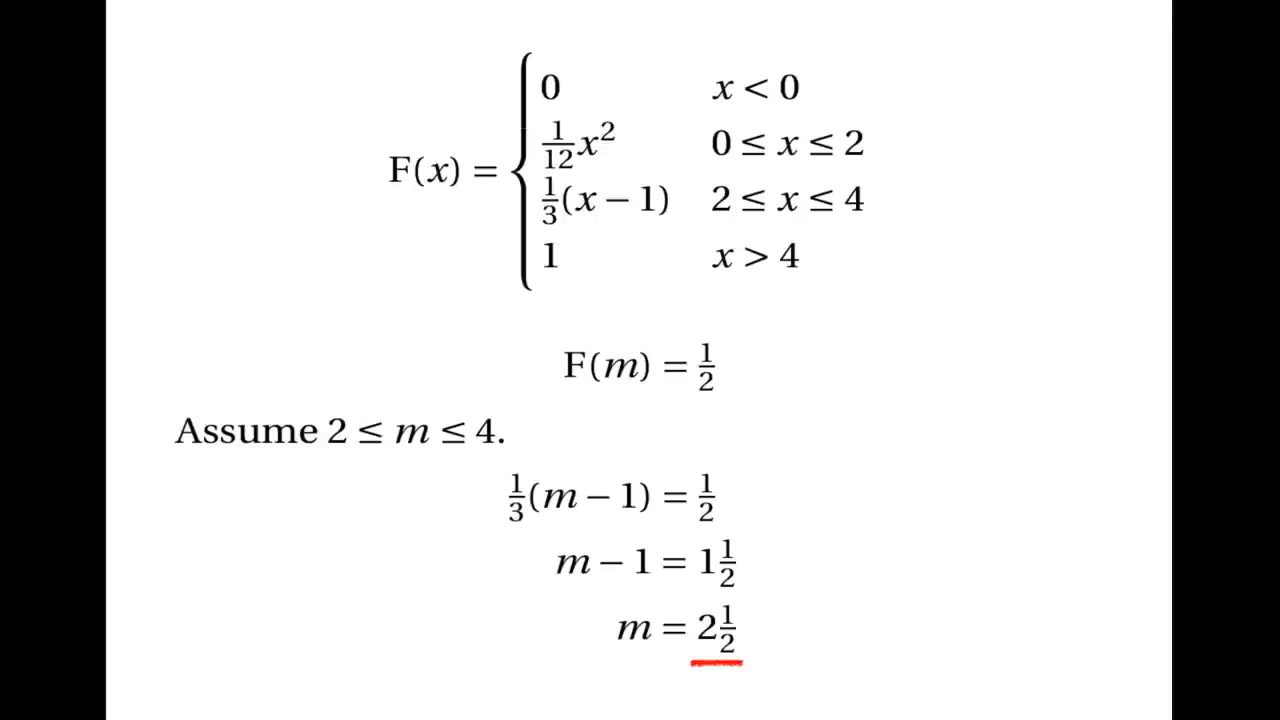 F(x) = { 0 x < 0
1/12 x² 0 ≤ x ≤ 2
1/3 (x − 1) 2 ≤ x ≤ 4
1 x > 4
F(m) = 1/2
Assume 2 ≤ m ≤ 4.
1/3 (m − 1) = 1/2
m − 1 = 1 1/2
m = 2 1/2